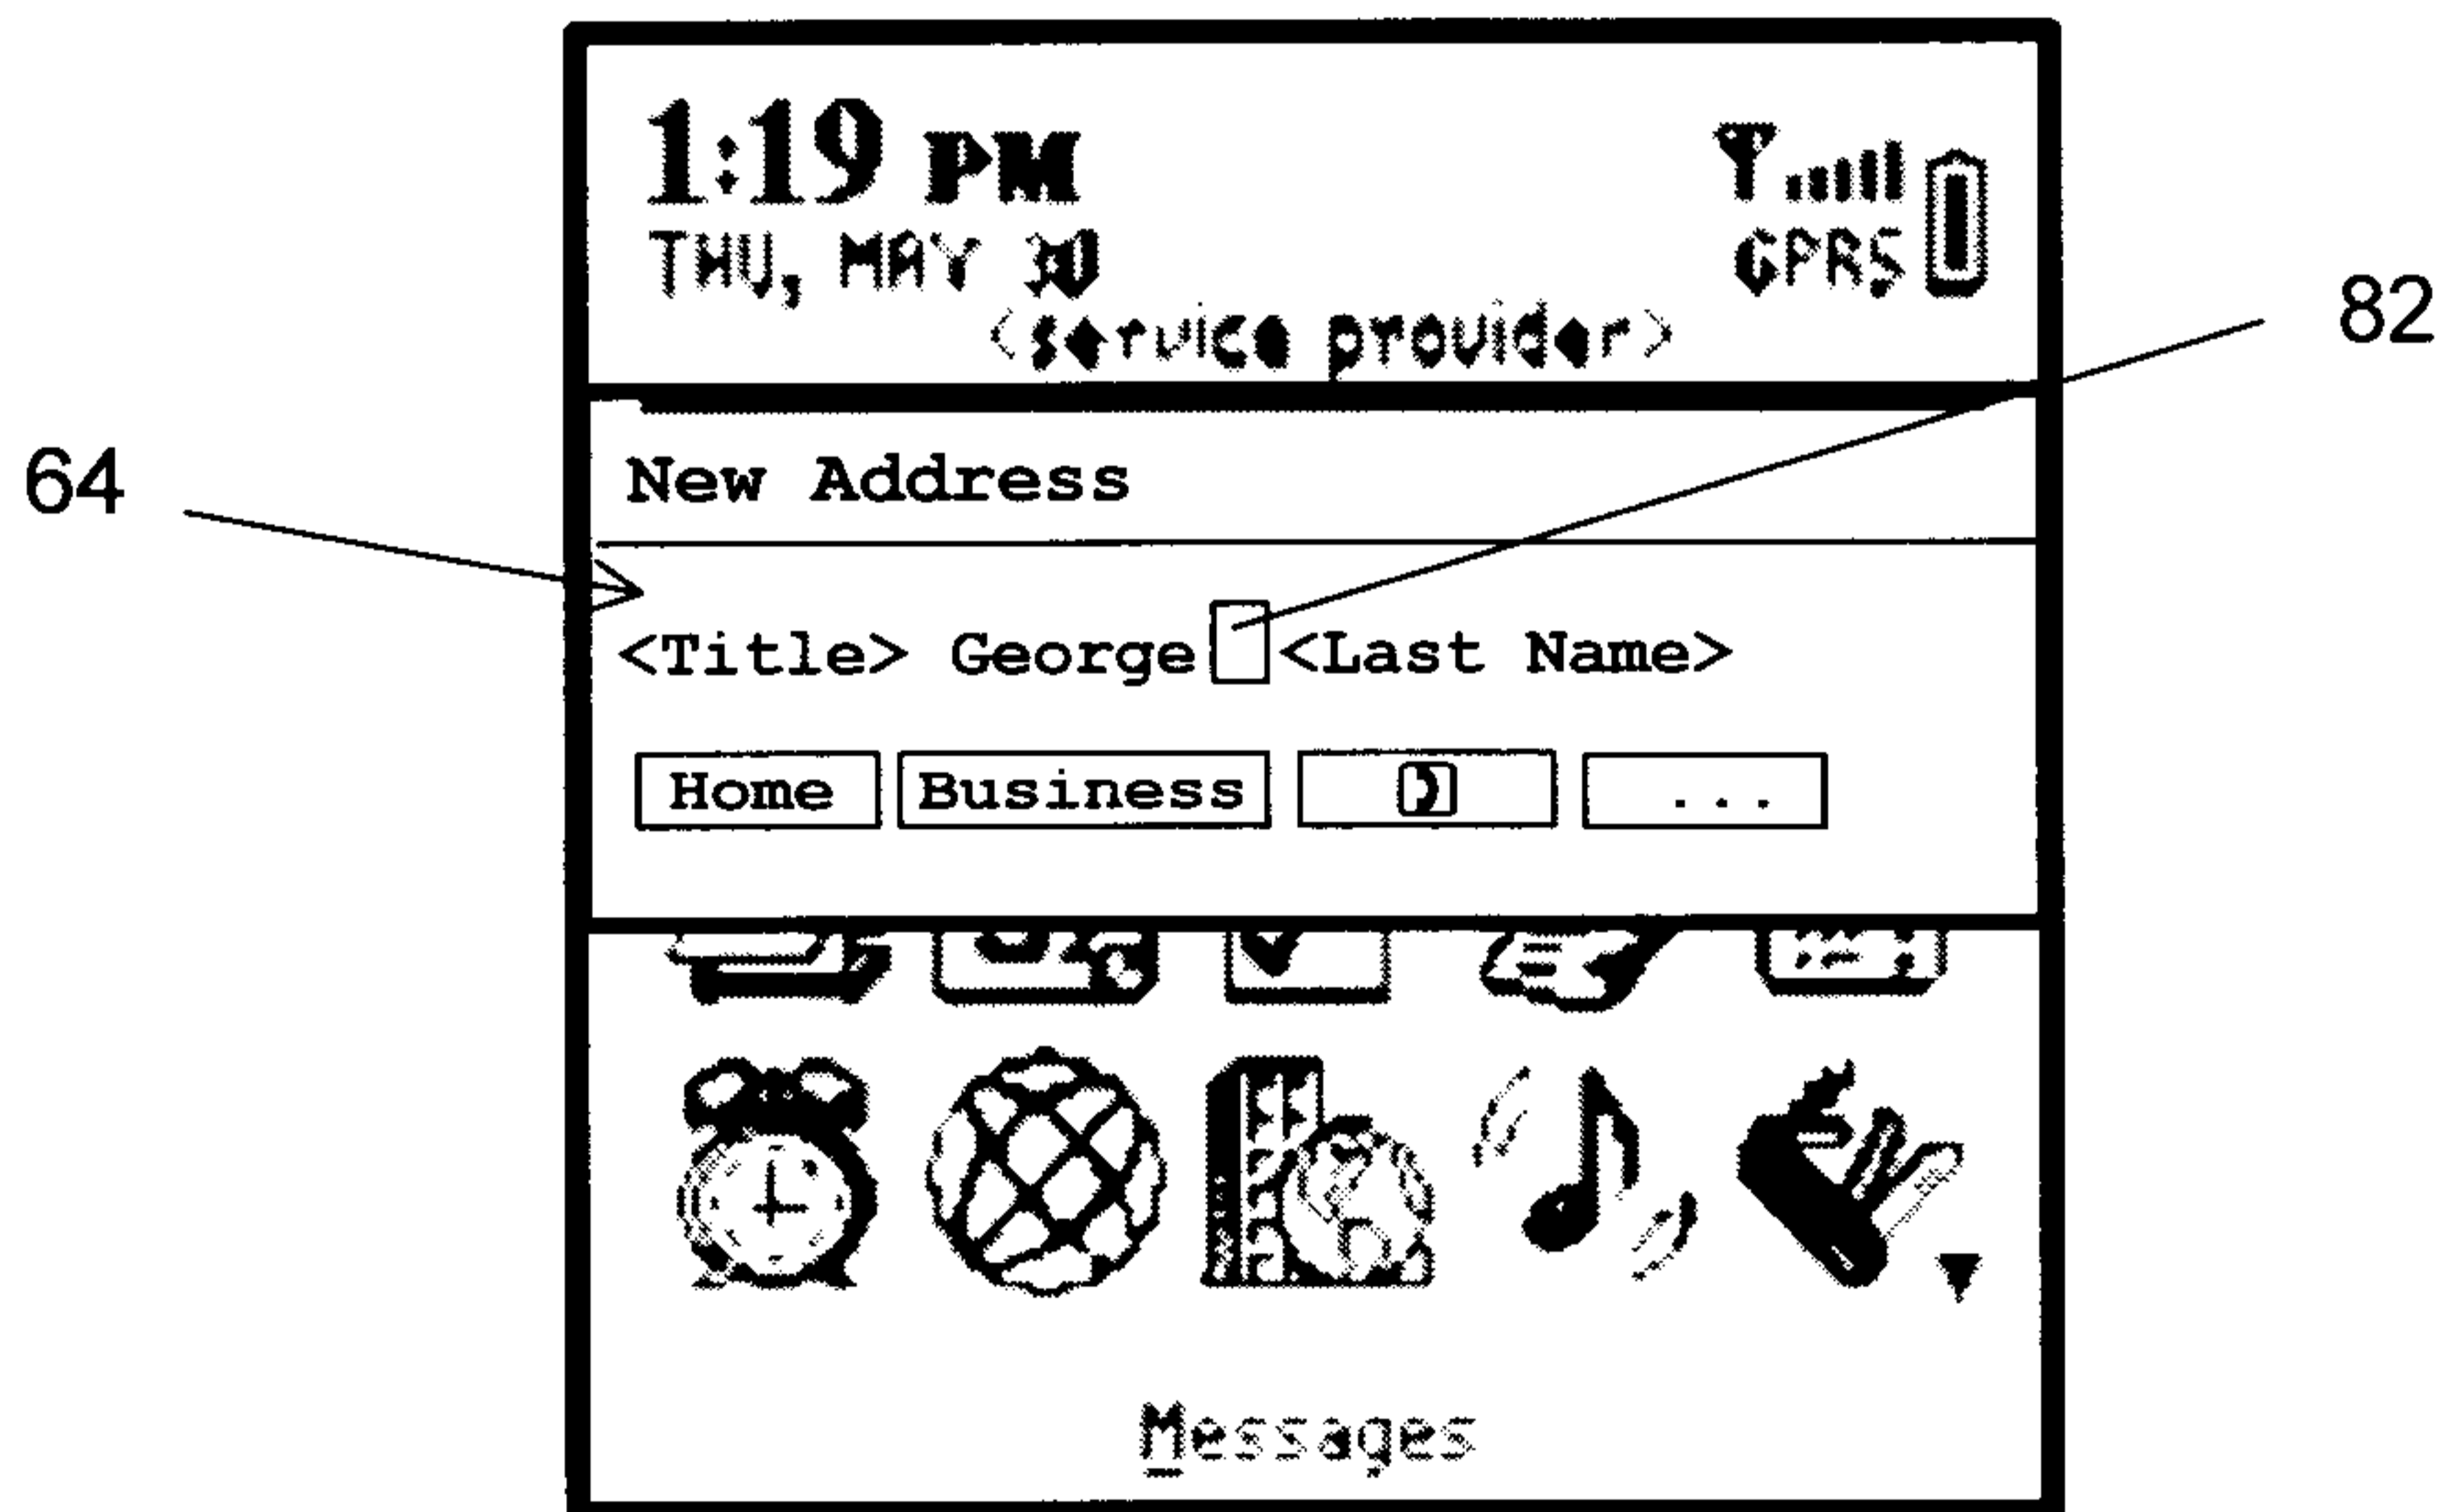 1:19 PM
THU, MAY 30
GPRS
<service provider>
82
New Address
64
<Title> George <Last Name>
Home Business ...
Messages